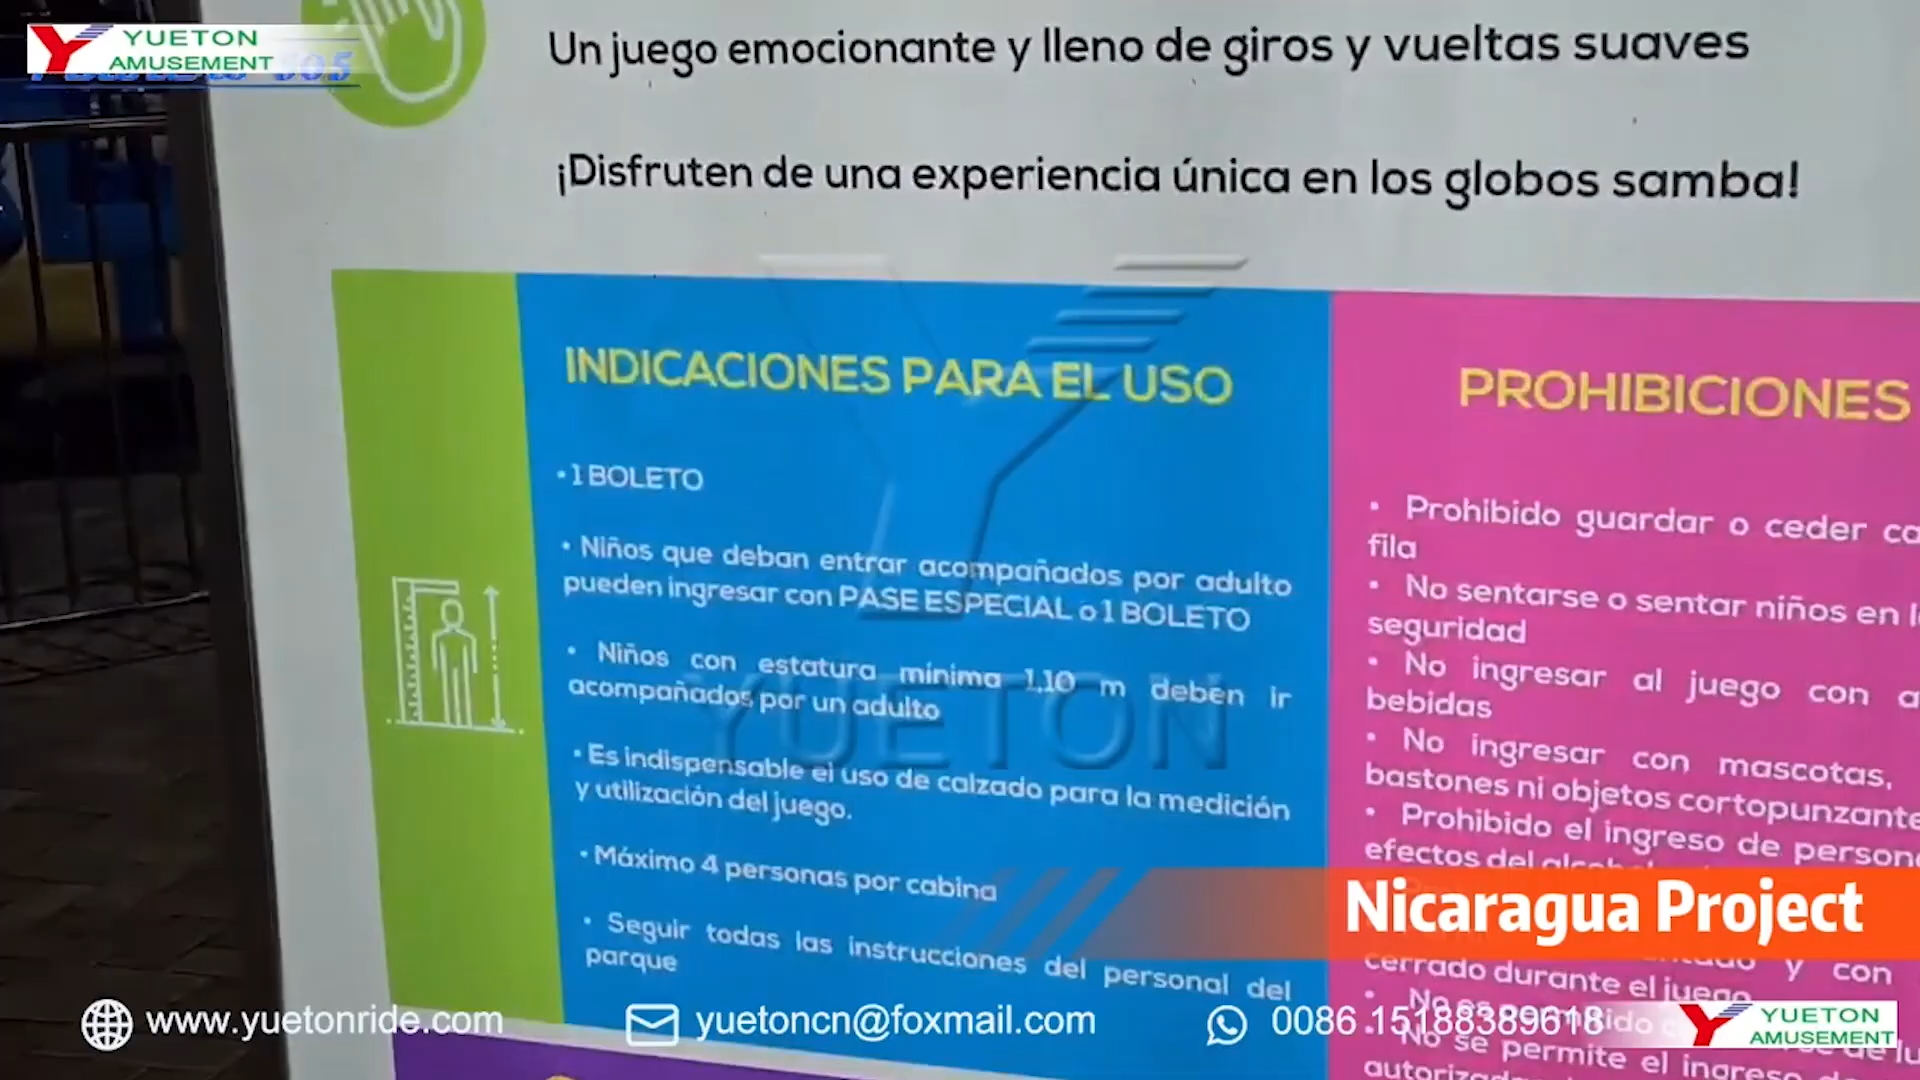 YUETON
AMUSEMENT
Un juego emocionante y lleno de giros y vueltas suaves
¡Disfruten de una experiencia única en los globos samba!
INDICACIONES PARA EL USO
• 1 BOLETO
• Niños que deban entrar acompañados por adulto
pueden ingresar con PASE ESPECIAL o 1 BOLETO
• Niños con estatura mínima 1,10 m deben ir
acompañados por un adulto
• Es indispensable el uso de calzado para la medición
y utilización del juego.
• Máximo 4 personas por cabina
• Seguir todas las instrucciones del personal del
parque
PROHIBICIONES
• Prohibido guardar o ceder
fila
• No sentarse o sentar niños en
seguridad
• No ingresar al juego con
bebidas
• No ingresar con mascotas,
bastones ni objetos
• Prohibido el ingreso de
efectos del
y con
cerrado durante el juego
• No es
• No se permite el ingreso
YUETON
Nicaragua Project
www.yuetonride.com
yuetoncn@foxmail.com
0086 15188389618
YUETON
AMUSEMENT